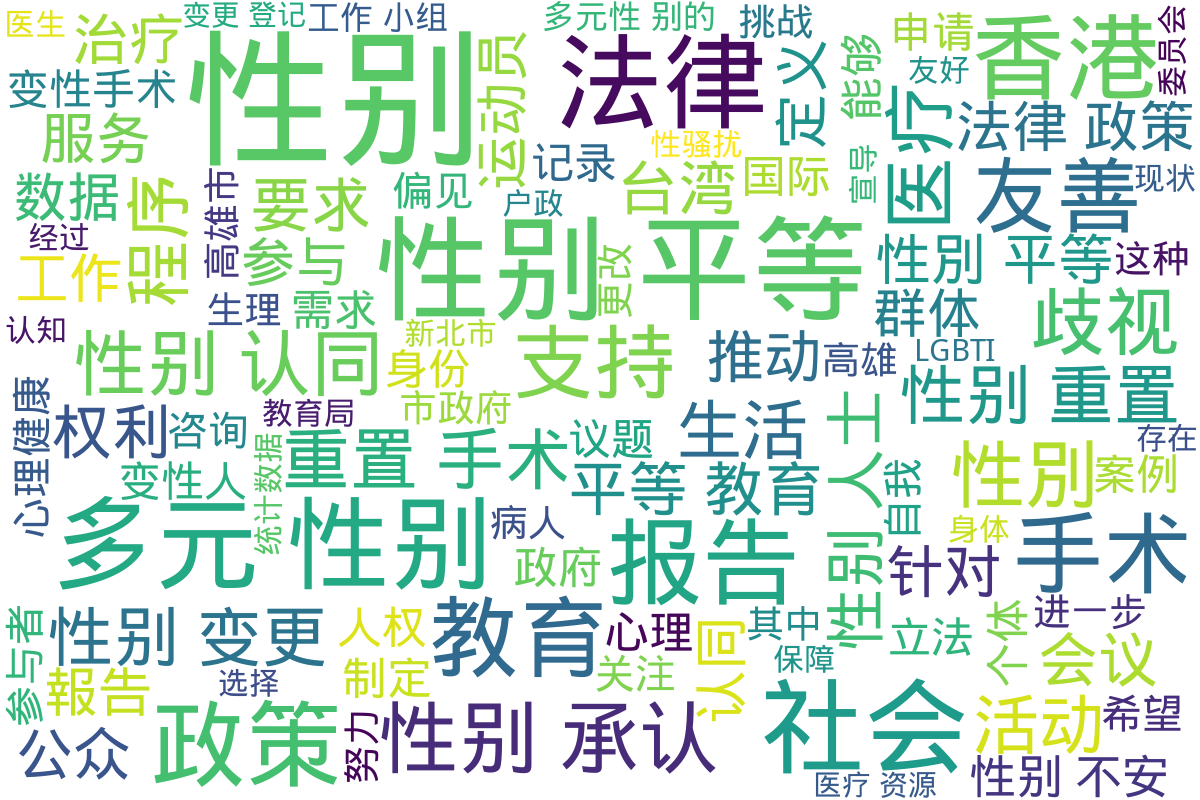 医生
变更 登记
工作 小组
多元性 别的
挑战
申请
香港
委员会
治疗
性别
运动员
法律
定义
能够
友好
变性手术
医疗
法律 政策
服务
性骚扰
记录
国际
宣导
友善
现状
数据
程序
高雄市
要求
偏见
台湾
户政
经过
参与
性别 平等
性別 平等
这种
工作
更改
生理
需求
群体
歧视
认知
新北市
支持
推动
高雄
LGBTI
性别 认同
身份
性别 重置
心理健康
权利
咨询
教育局
市政府
生活
性别人士
存在
重置 手术
议题
变性人
统计数据
平等 教育
自我
性別
案例
多元 性别
病人
报告
身体
手术
政府
针对
参与者
性别 变更
人权
教育
心理
认同
其中
立法
个体
进一步
报告
選择
制定
关注
保障
会议
報告
公众
政策
努力
性别 承认
社会
活动
希望
医疗 资源
性别 不安